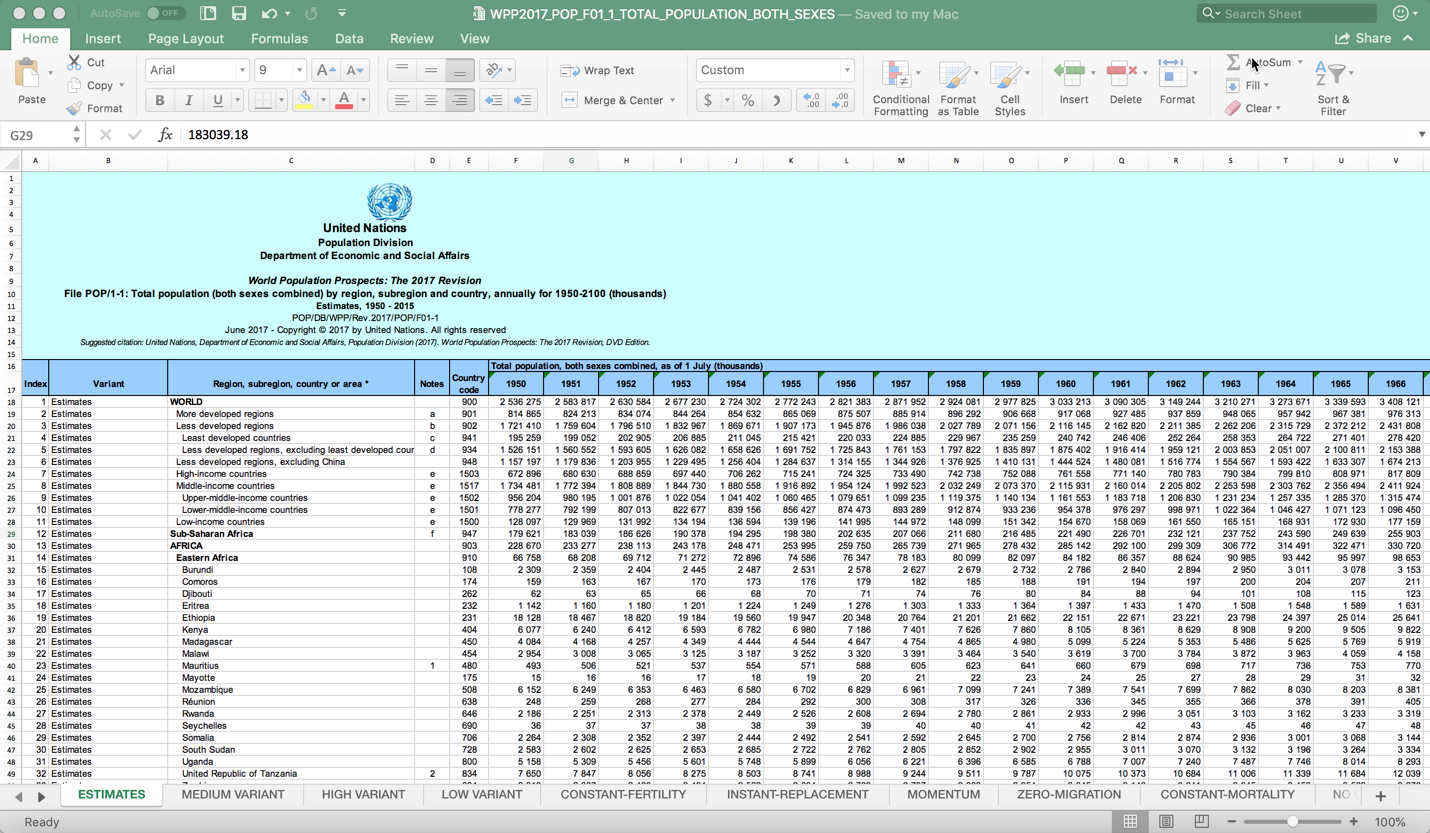 AutoSave OFF
WPP2017_POP_F01_1_TOTAL_POPULATION_BOTH_SEXES — Saved to my Mac
Search Sheet
Home Insert Page Layout Formulas Data Review View Share
Paste Cut Copy Format
Arial 9
B I U
Wrap Text
Merge & Center
Custom
$ % )
Conditional Formatting
Format as Table
Cell Styles
Insert Delete Format
AutoSum
Fill
Clear
Sort & Filter
G29 fx 183039.18
A B C D E F G H I J K L M N O P Q R S T U V
1
2
3
4
5 United Nations
6 Population Division
7 Department of Economic and Social Affairs
8
9 World Population Prospects: The 2017 Revision
10 File POP/1-1: Total population (both sexes combined) by region, subregion and country, annually for 1950-2100 (thousands)
11 Estimates, 1950 - 2015
12 POP/DB/WPP/Rev.2017/POP/F01-1
13 June 2017 - Copyright © 2017 by United Nations. All rights reserved
14 Suggested citation: United Nations, Department of Economic and Social Affairs, Population Division (2017). World Population Prospects: The 2017 Revision, DVD Edition.
15
16 Total population, both sexes combined, as of 1 July (thousands)
17 Index Variant Region, subregion, country or area * Notes Country code 1950 1951 1952 1953 1954 1955 1956 1957 1958 1959 1960 1961 1962 1963 1964 1965 1966
18 1 Estimates WORLD 900 2 536 275 2 583 817 2 630 584 2 677 230 2 724 302 2 772 243 2 821 383 2 871 952 2 924 081 2 977 825 3 033 213 3 090 305 3 149 244 3 210 271 3 273 671 3 339 593 3 408 121
19 2 Estimates More developed regions a 901 814 865 824 213 834 074 844 264 854 632 865 069 875 507 885 914 896 292 906 668 917 068 927 485 937 859 948 065 957 942 967 381 976 313
20 3 Estimates Less developed regions b 902 1 721 410 1 759 604 1 796 510 1 832 967 1 869 671 1 907 173 1 945 876 1 986 038 2 027 789 2 071 156 2 116 145 2 162 820 2 211 385 2 262 206 2 315 729 2 372 212 2 431 808
21 4 Estimates Least developed countries c 941 195 259 199 052 202 905 206 885 211 045 215 421 220 033 224 885 229 967 235 259 240 742 246 406 252 264 258 353 264 722 271 401 278 420
22 5 Estimates Less developed regions, excluding least developed cour d 934 1 526 151 1 560 552 1 593 605 1 626 082 1 658 626 1 691 752 1 725 843 1 761 153 1 797 822 1 835 897 1 875 402 1 916 414 1 959 121 2 003 853 2 051 007 2 100 811 2 153 388
23 6 Estimates Less developed regions, excluding China 948 1 157 197 1 179 836 1 203 955 1 229 495 1 256 404 1 284 637 1 314 155 1 344 926 1 376 925 1 410 131 1 444 524 1 480 081 1 516 774 1 554 567 1 593 422 1 633 307 1 674 213
24 7 Estimates High-income countries e 1503 672 896 680 630 688 859 697 440 706 262 715 241 724 325 733 490 742 738 752 088 761 558 771 140 780 783 790 384 799 810 808 971 817 809
25 8 Estimates Middle-income countries e 1517 1 734 481 1 772 394 1 808 889 1 844 730 1 880 558 1 916 892 1 954 124 1 992 523 2 032 249 2 073 370 2 115 931 2 160 014 2 205 802 2 253 598 2 303 762 2 356 494 2 411 924
26 9 Estimates Upper-middle-income countries e 1502 956 204 980 195 1 001 876 1 022 054 1 041 402 1 060 465 1 079 651 1 099 235 1 119 375 1 140 134 1 161 553 1 183 718 1 206 830 1 231 234 1 257 335 1 285 370 1 315 474
27 10 Estimates Lower-middle-income countries e 1501 778 277 792 199 807 013 822 677 839 156 856 427 874 473 893 289 912 874 933 236 954 378 976 297 998 971 1 022 364 1 046 427 1 071 123 1 096 450
28 11 Estimates Low-income countries e 1500 128 097 129 969 131 992 134 194 136 594 139 196 141 995 144 972 148 099 151 342 154 670 158 069 161 550 165 151 168 931 172 930 177 159
29 12 Estimates Sub-Saharan Africa f 947 179 621 183 039 186 626 190 378 194 295 198 380 202 635 207 066 211 680 216 485 221 490 226 701 232 121 237 752 243 590 249 639 255 903
30 13 Estimates AFRICA 903 228 670 233 277 238 113 243 178 248 471 253 995 259 750 265 739 271 965 278 432 285 142 292 100 299 309 306 772 314 491 322 471 330 720
31 14 Estimates Eastern Africa 910 66 758 68 208 69 712 71 272 72 896 74 586 76 347 78 183 80 099 82 097 84 182 86 357 88 624 90 985 93 442 95 997 98 653
32 15 Estimates Burundi 108 2 309 2 359 2 404 2 445 2 487 2 531 2 578 2 627 2 679 2 732 2 786 2 840 2 894 2 950 3 011 3 078 3 153
33 16 Estimates Comoros 174 159 163 167 170 173 176 179 182 185 188 191 194 197 200 204 207 211
34 17 Estimates Djibouti 262 62 63 65 66 68 70 71 74 76 80 84 88 94 101 108 115 123
35 18 Estimates Eritrea 232 1 142 1 160 1 180 1 201 1 224 1 249 1 276 1 303 1 333 1 364 1 397 1 433 1 470 1 508 1 548 1 589 1 631
36 19 Estimates Ethiopia 231 18 128 18 467 18 820 19 184 19 560 19 947 20 348 20 764 21 201 21 662 22 151 22 671 23 221 23 798 24 397 25 014 25 641
37 20 Estimates Kenya 404 6 077 6 240 6 412 6 593 6 782 6 980 7 186 7 401 7 626 7 860 8 105 8 361 8 629 8 908 9 200 9 505 9 822
38 21 Estimates Madagascar 450 4 084 4 168 4 257 4 349 4 444 4 544 4 647 4 754 4 865 4 980 5 099 5 224 5 353 5 486 5 625 5 769 5 919
39 22 Estimates Malawi 454 2 954 3 008 3 065 3 125 3 187 3 252 3 320 3 391 3 464 3 540 3 619 3 700 3 784 3 872 3 963 4 059 4 158
40 23 Estimates Mauritius 1 480 493 506 521 537 554 571 588 605 623 641 660 679 698 717 736 753 770
41 24 Estimates Mayotte 175 15 16 16 17 18 19 20 21 22 23 24 25 27 28 29 31 32
42 25 Estimates Mozambique 508 6 152 6 249 6 353 6 463 6 580 6 702 6 829 6 961 7 099 7 241 7 389 7 541 7 699 7 862 8 030 8 203 8 381
43 26 Estimates Réunion 638 248 259 268 277 284 292 300 308 317 326 336 345 355 366 378 391 405
44 27 Estimates Rwanda 646 2 186 2 251 2 313 2 378 2 449 2 526 2 608 2 694 2 780 2 861 2 933 2 996 3 051 3 103 3 162 3 233 3 319
45 28 Estimates Seychelles 690 36 37 37 38 38 39 39 40 40 41 42 42 43 45 46 47 48
46 29 Estimates Somalia 706 2 264 2 308 2 352 2 397 2 444 2 492 2 541 2 592 2 645 2 700 2 756 2 814 2 874 2 936 3 001 3 068 3 144
47 30 Estimates South Sudan 728 2 583 2 602 2 625 2 653 2 685 2 722 2 762 2 805 2 852 2 902 2 955 3 011 3 070 3 132 3 196 3 264 3 334
48 31 Estimates Uganda 800 5 158 5 309 5 456 5 601 5 748 5 899 6 056 6 221 6 396 6 585 6 788 7 007 7 240 7 487 7 746 8 014 8 293
49 32 Estimates United Republic of Tanzania 2 834 7 650 7 847 8 056 8 275 8 503 8 741 8 988 9 244 9 511 9 787 10 075 10 373 10 684 11 006 11 339 11 684 12 039
ESTIMATES MEDIUM VARIANT HIGH VARIANT LOW VARIANT CONSTANT-FERTILITY INSTANT-REPLACEMENT MOMENTUM ZERO-MIGRATION CONSTANT-MORTALITY NO +
Ready 100%